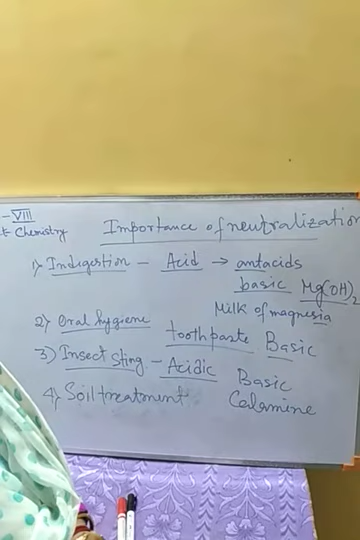 - VIII
Chemistry
Importance of neutralization
1) Indigestion - Acid → antacids
basic Mg(OH)2
Milk of magnesia
2) Oral hygiene
toothpaste Basic
3) Insect sting - Acidic
Basic
4) Soil treatment
Calamine